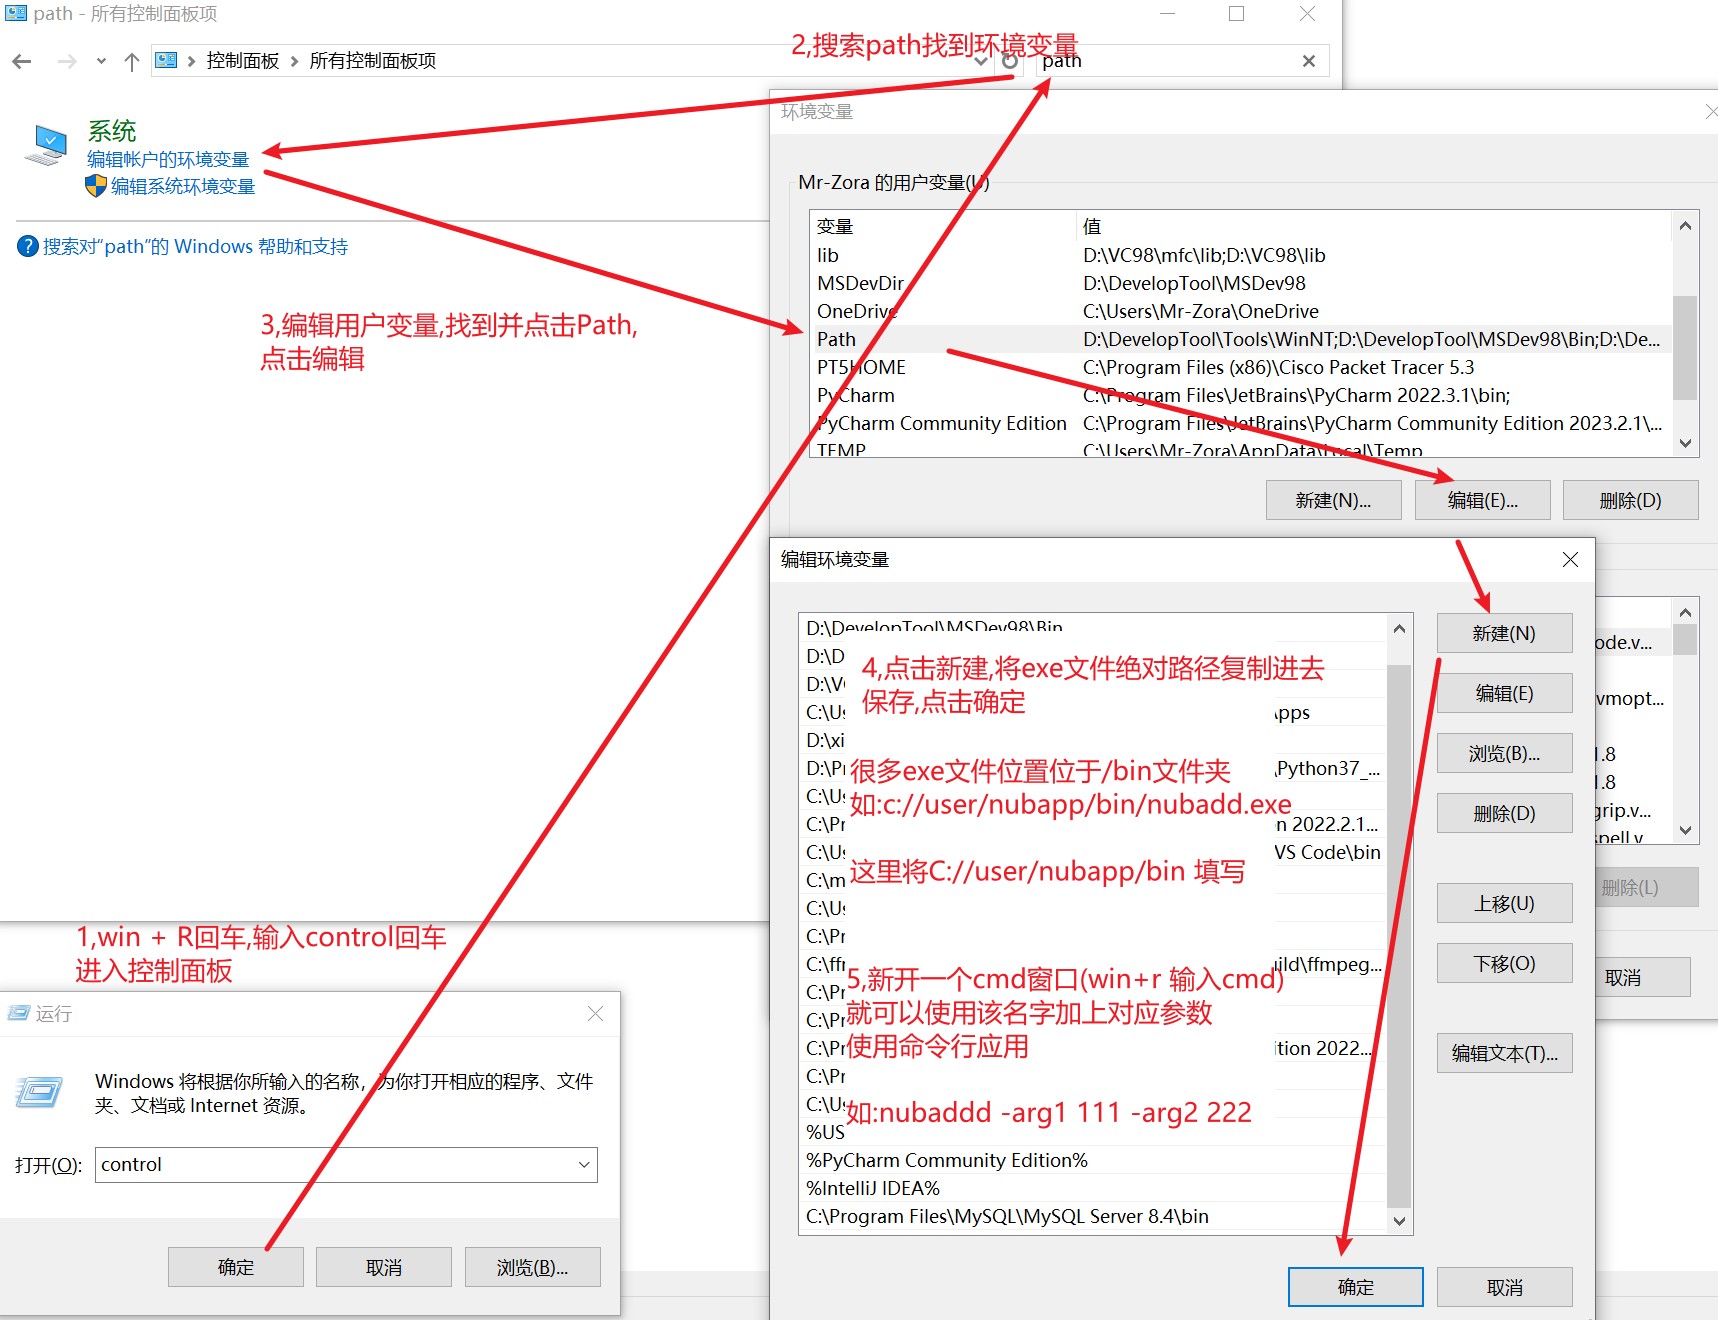 path - 所有控制面板项
控制面板 > 所有控制面板项
2,搜索path找到环境变量
path
系统
编辑帐户的环境变量
编辑系统环境变量
搜索对“path”的 Windows 帮助和支持
3,编辑用户变量,找到并点击Path,
点击编辑
环境变量
Mr-Zora 的用户变量(U)
变量 值
lib D:\VC98\mfc\lib;D:\VC98\lib
MSDevDir D:\DevelopTool\MSDev98
OneDrive C:\Users\Mr-Zora\OneDrive
Path D:\DevelopTool\Tools\WinNT;D:\DevelopTool\MSDev98\Bin;D:\De...
PT5HOME C:\Program Files (x86)\Cisco Packet Tracer 5.3
PyCharm C:\Program Files\JetBrains\PyCharm 2022.3.1\bin;
PyCharm Community Edition C:\Program Files\JetBrains\PyCharm Community Edition 2023.2.1\...
TEMP C:\Users\Mr-Zora\AppData\Local\Temp
新建(N)... 编辑(E)... 删除(D)
编辑环境变量
D:\DevelopTool\MSDev98\Bin
D:\D
4,点击新建,将exe文件绝对路径复制进去
D:\V
保存,点击确定
C:\Us \pps
D:\xi
D:\Pr \Python37_...
很多exe文件位置位于/bin文件夹
C:\Us
如:c://user/nubapp/bin/nubadd.exe
C:\Pr n 2022.2.1...
C:\Us VS Code\bin
这里将C://user/nubapp/bin 填写
C:\m
C:\Us
C:\Pr
C:\ffr ild\ffmpeg...
5,新开一个cmd窗口(win+r 输入cmd)
C:\Pr
就可以使用该名字加上对应参数
C:\Pr
使用命令行应用
C:\Pr ition 2022...
C:\Pr
C:\Us
如:nubaddd -arg1 111 -arg2 222
%US
%PyCharm Community Edition%
%IntelliJ IDEA%
C:\Program Files\MySQL\MySQL Server 8.4\bin
新建(N)
编辑(E)
浏览(B)...
删除(D)
上移(U)
下移(O)
编辑文本(T)...
确定 取消
ode.v...
vmopt...
1.8
1.8
grip.v...
spell.v
删除(L)
取消
1,win + R回车,输入control回车
进入控制面板
运行
Windows 将根据你所输入的名称，为你打开相应的程序、文件
夹、文档或 Internet 资源。
打开(O): control
确定 取消 浏览(B)...